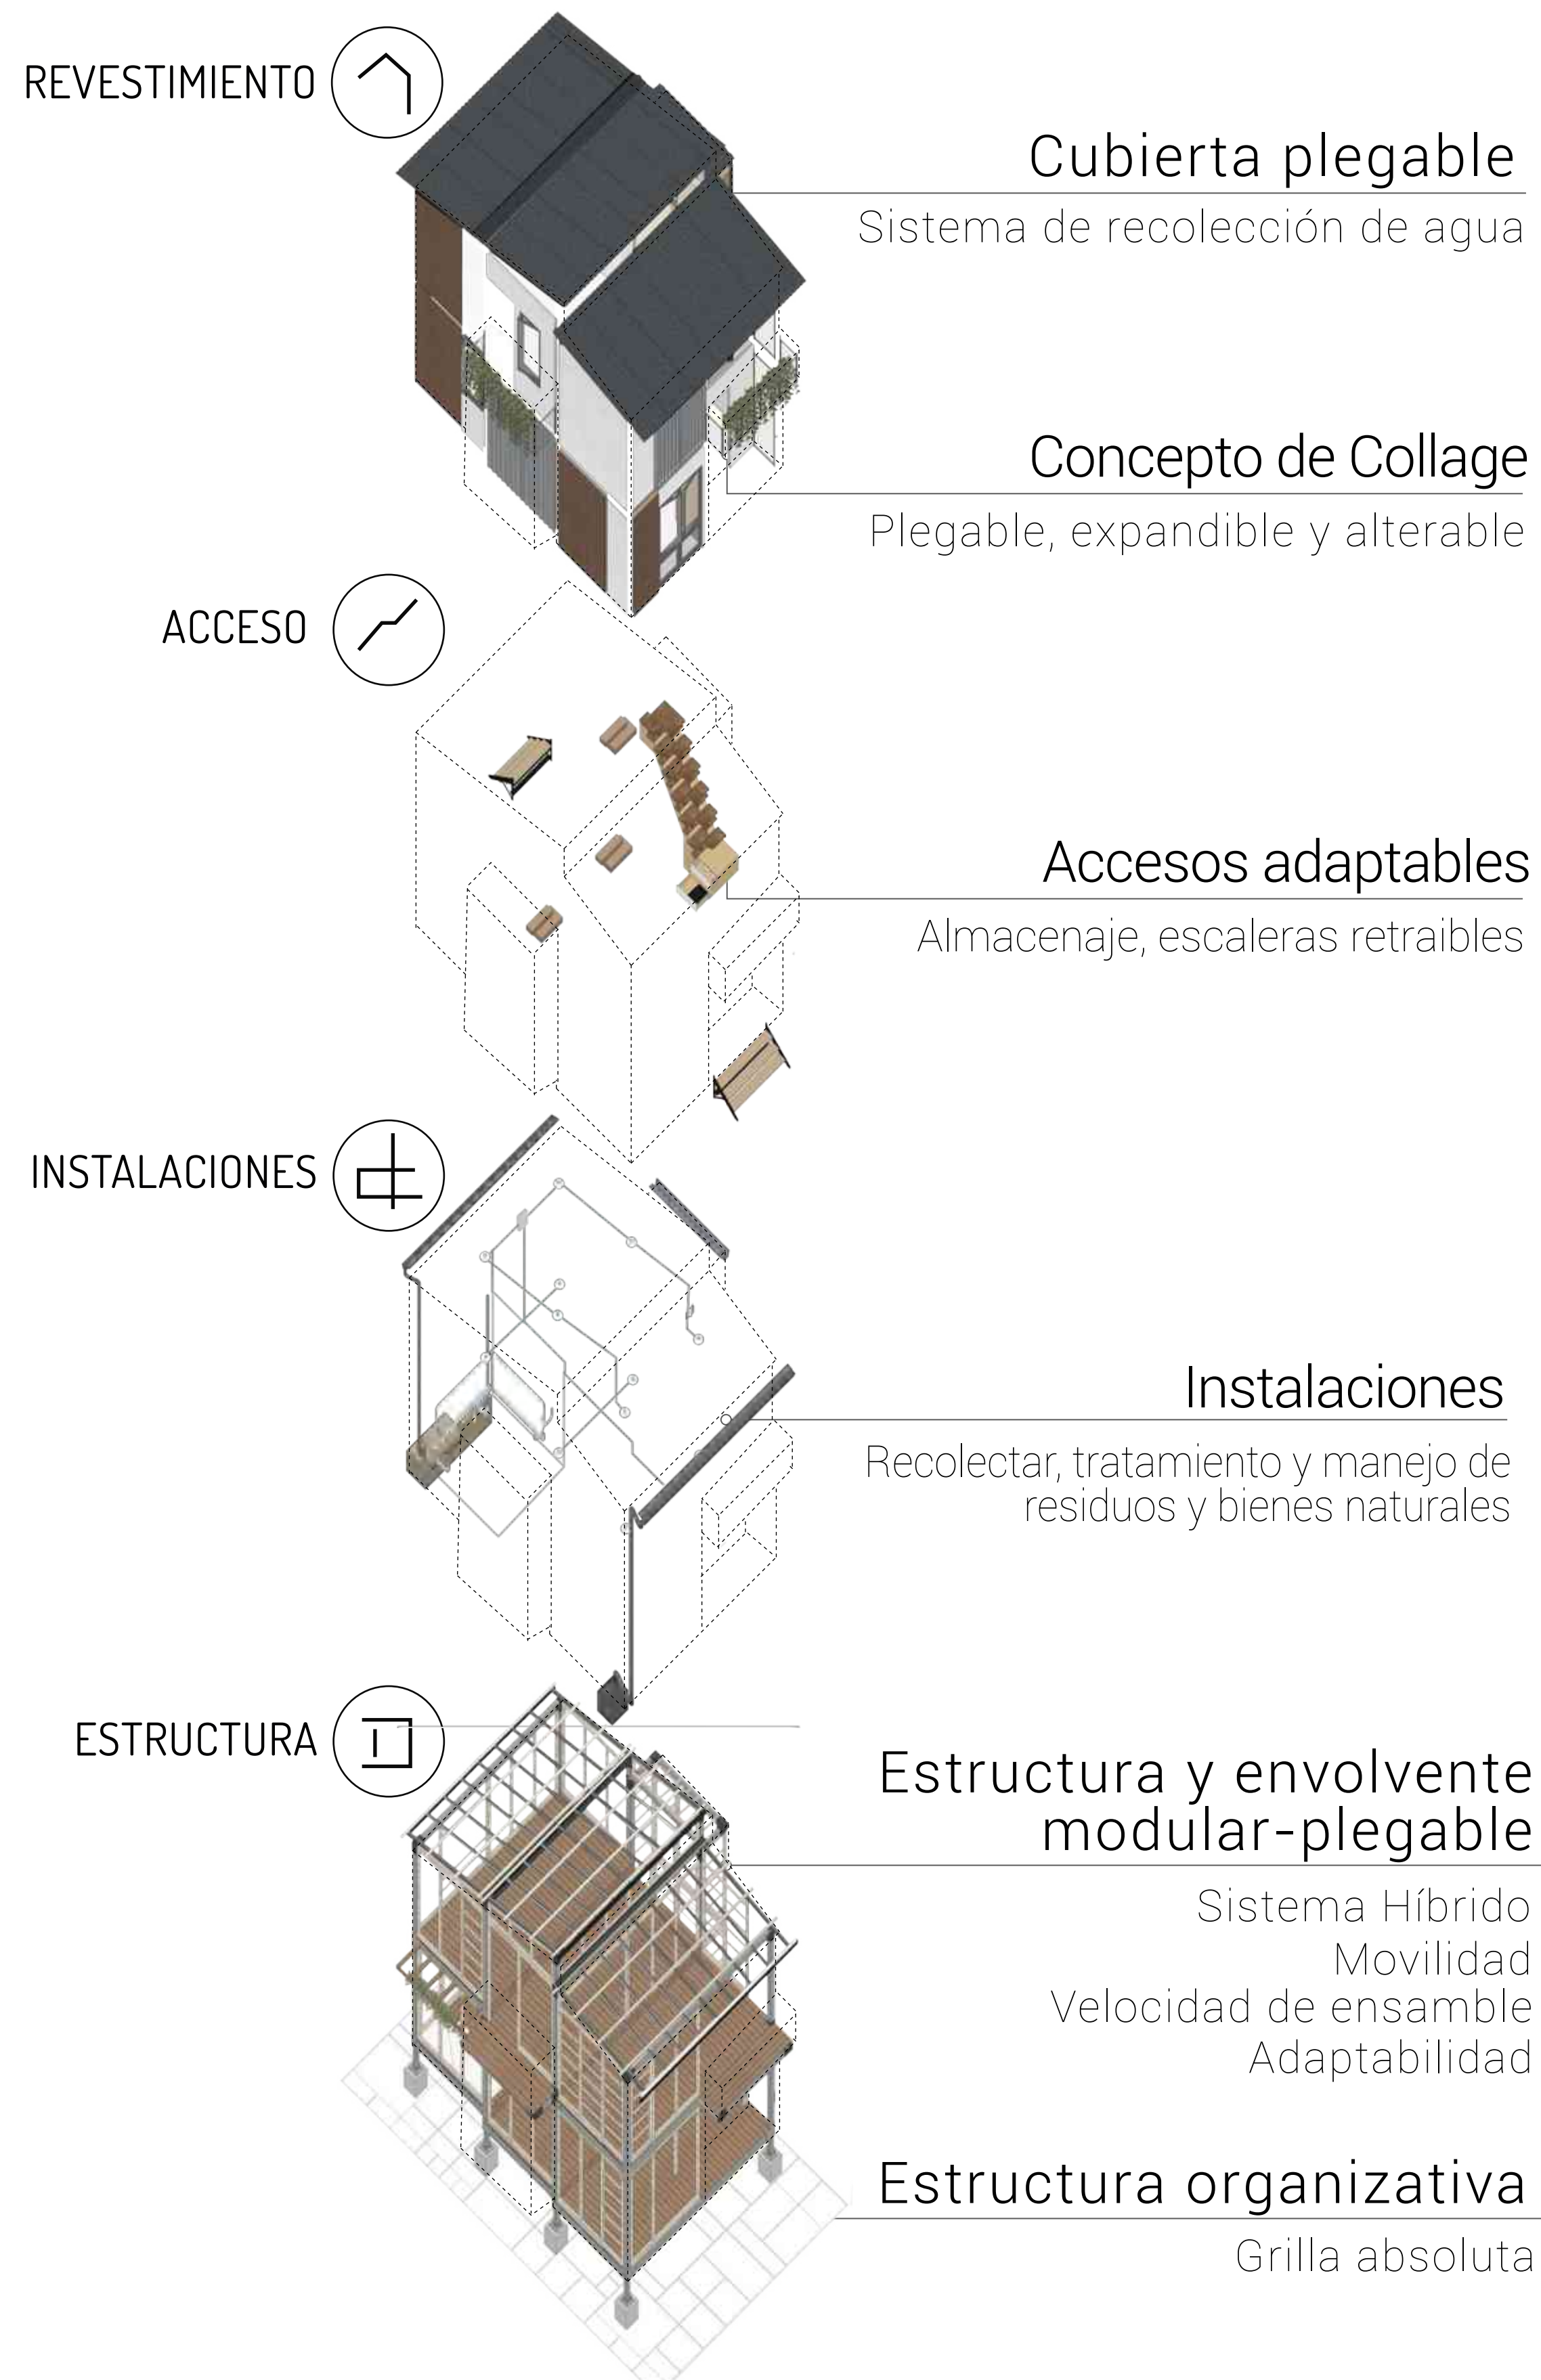 REVESTIMIENTO
Cubierta plegable
Sistema de recolección de agua
Concepto de Collage
Plegable, expandible y alterable
ACCESO
Accesos adaptables
Almacenaje, escaleras retraibles
INSTALACIONES
Instalaciones
Recolectar, tratamiento y manejo de
residuos y bienes naturales
ESTRUCTURA
Estructura y envolvente
modular-plegable
Sistema Híbrido
Movilidad
Velocidad de ensamble
Adaptabilidad
Estructura organizativa
Grilla absoluta